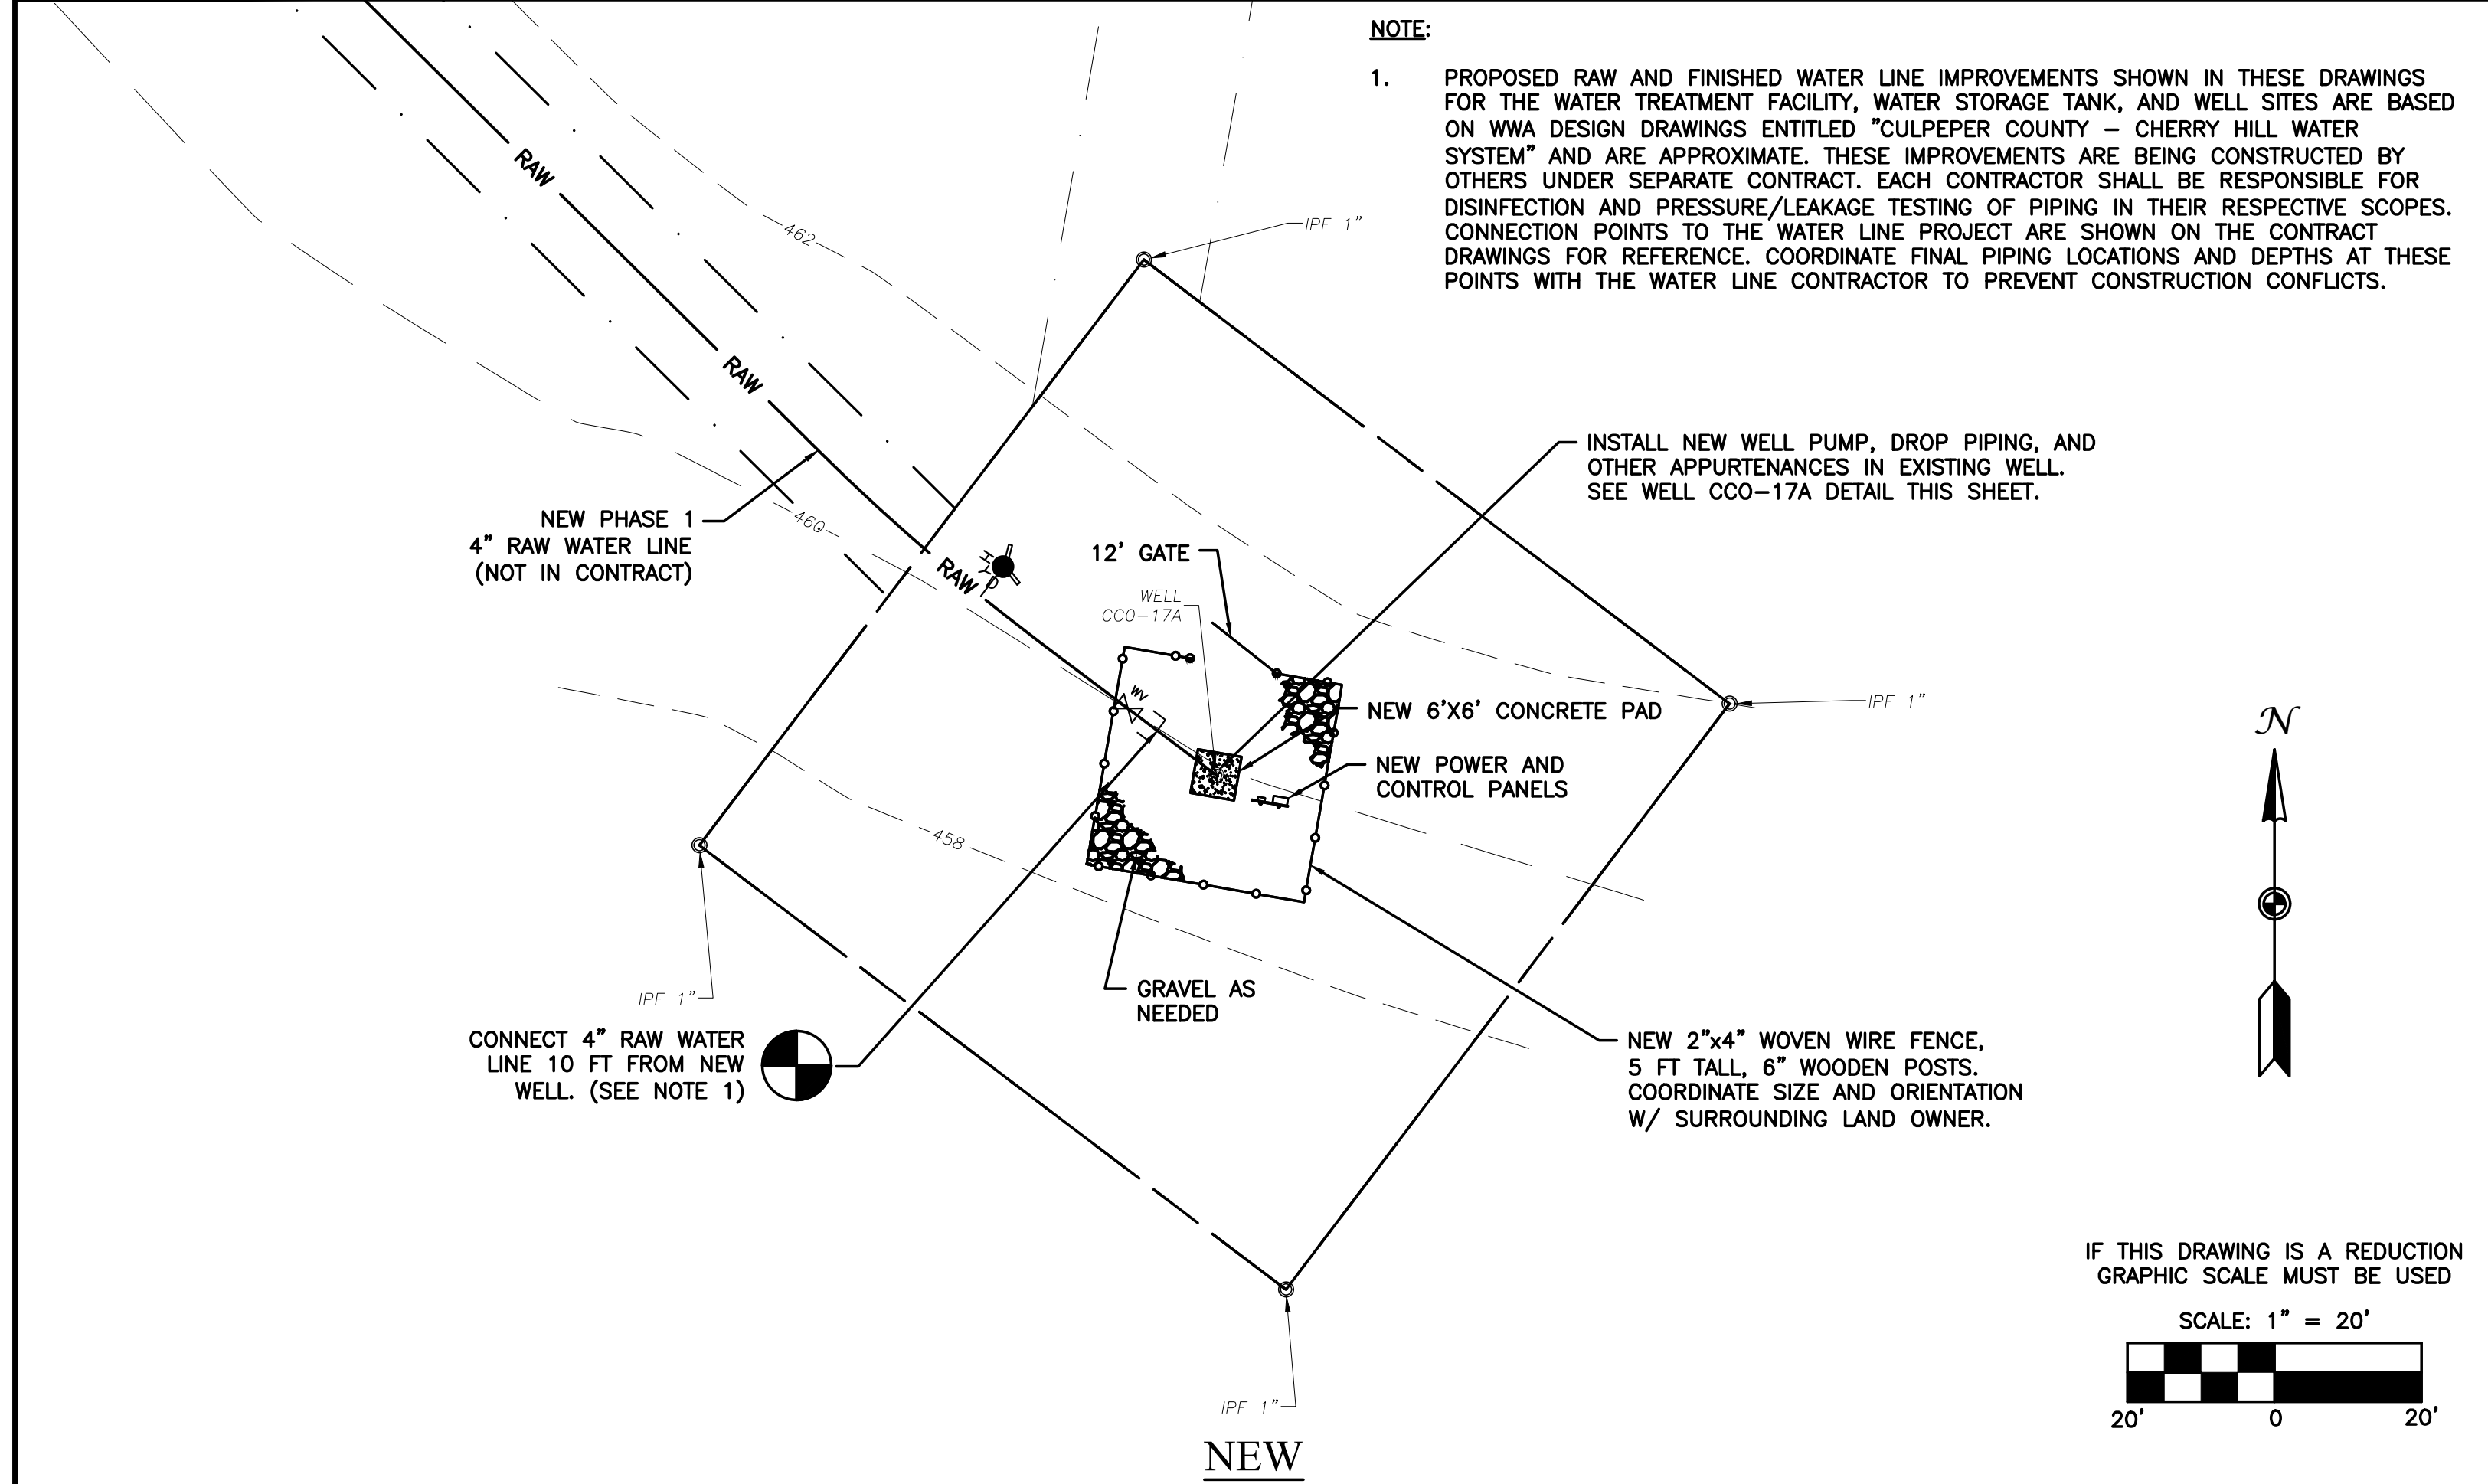 NOTE:
1. PROPOSED RAW AND FINISHED WATER LINE IMPROVEMENTS SHOWN IN THESE DRAWINGS
FOR THE WATER TREATMENT FACILITY, WATER STORAGE TANK, AND WELL SITES ARE BASED
ON WWA DESIGN DRAWINGS ENTITLED "CULPEPER COUNTY – CHERRY HILL WATER
SYSTEM" AND ARE APPROXIMATE. THESE IMPROVEMENTS ARE BEING CONSTRUCTED BY
OTHERS UNDER SEPARATE CONTRACT. EACH CONTRACTOR SHALL BE RESPONSIBLE FOR
DISINFECTION AND PRESSURE/LEAKAGE TESTING OF PIPING IN THEIR RESPECTIVE SCOPES.
CONNECTION POINTS TO THE WATER LINE PROJECT ARE SHOWN ON THE CONTRACT
DRAWINGS FOR REFERENCE. COORDINATE FINAL PIPING LOCATIONS AND DEPTHS AT THESE
POINTS WITH THE WATER LINE CONTRACTOR TO PREVENT CONSTRUCTION CONFLICTS.
RAW
462
IPF 1"
RAW
INSTALL NEW WELL PUMP, DROP PIPING, AND
OTHER APPURTENANCES IN EXISTING WELL.
SEE WELL CCO-17A DETAIL THIS SHEET.
NEW PHASE 1
4" RAW WATER LINE
(NOT IN CONTRACT)
460
RAW
HYD
12' GATE
WELL
CCO-17A
WV
NEW 6'X6' CONCRETE PAD
IPF 1"
N
NEW POWER AND
CONTROL PANELS
458
IPF 1"
GRAVEL AS
NEEDED
CONNECT 4" RAW WATER
LINE 10 FT FROM NEW
WELL. (SEE NOTE 1)
NEW 2"x4" WOVEN WIRE FENCE,
5 FT TALL, 6" WOODEN POSTS.
COORDINATE SIZE AND ORIENTATION
W/ SURROUNDING LAND OWNER.
IF THIS DRAWING IS A REDUCTION
GRAPHIC SCALE MUST BE USED
SCALE: 1" = 20'
20' 0 20'
IPF 1"
NEW